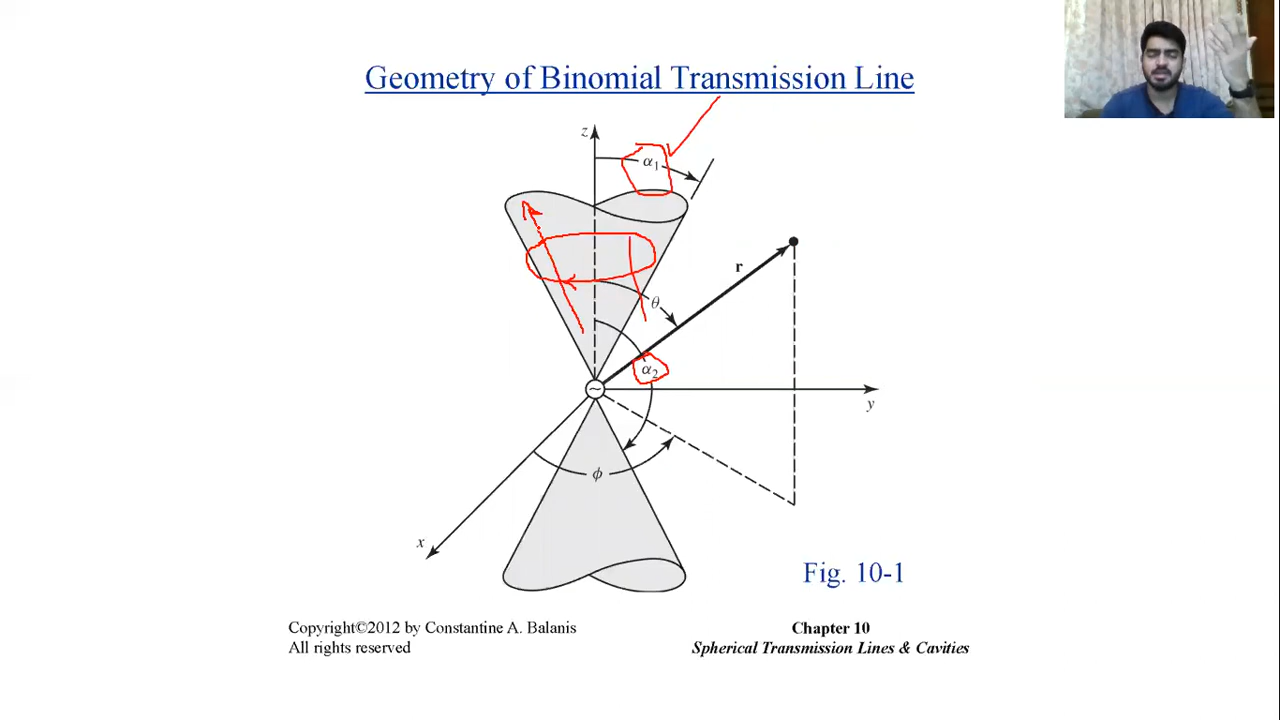 Geometry of Binomial Transmission Line
z
α1
r
θ
α2
y
ϕ
x
Fig. 10-1
Copyright©2012 by Constantine A. Balanis
All rights reserved
Chapter 10
Spherical Transmission Lines & Cavities